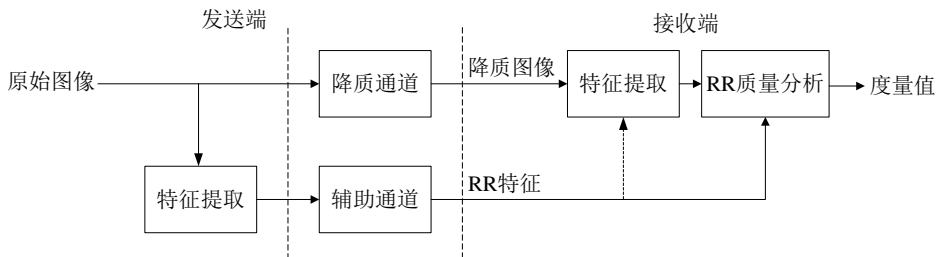 发送端
接收端
原始图像
降质通道
降质图像
特征提取
RR质量分析
度量值
特征提取
辅助通道
RR特征